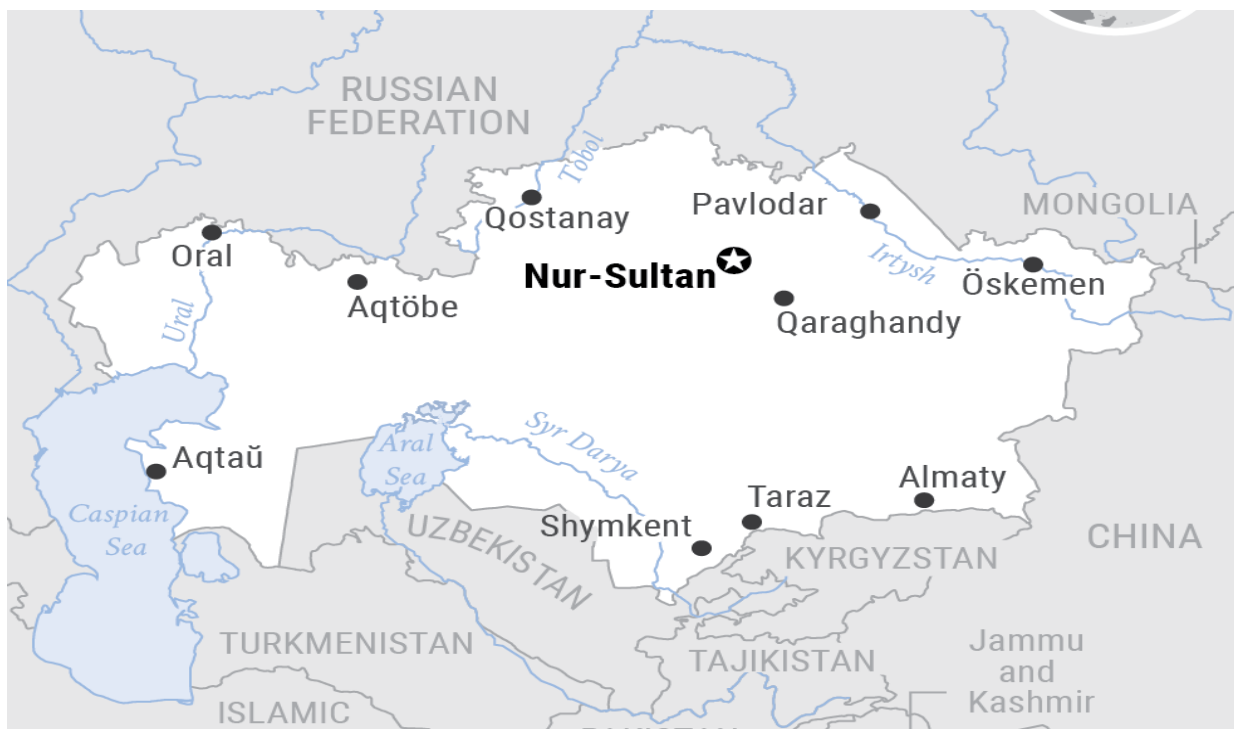 RUSSIAN
FEDERATION
Tobol
Qostanay
Pavlodar
MONGOLIA
Oral
Nur-Sultan
Irtysh
Öskemen
Aqtöbe
Ural
Qaraghandy
Syr Darya
Aral
Sea
Aqtaŭ
Almaty
Taraz
Caspian
Sea
Shymkent
UZBEKISTAN
KYRGYZSTAN
CHINA
TURKMENISTAN
TAJIKISTAN
Jammu
and
Kashmir
ISLAMIC